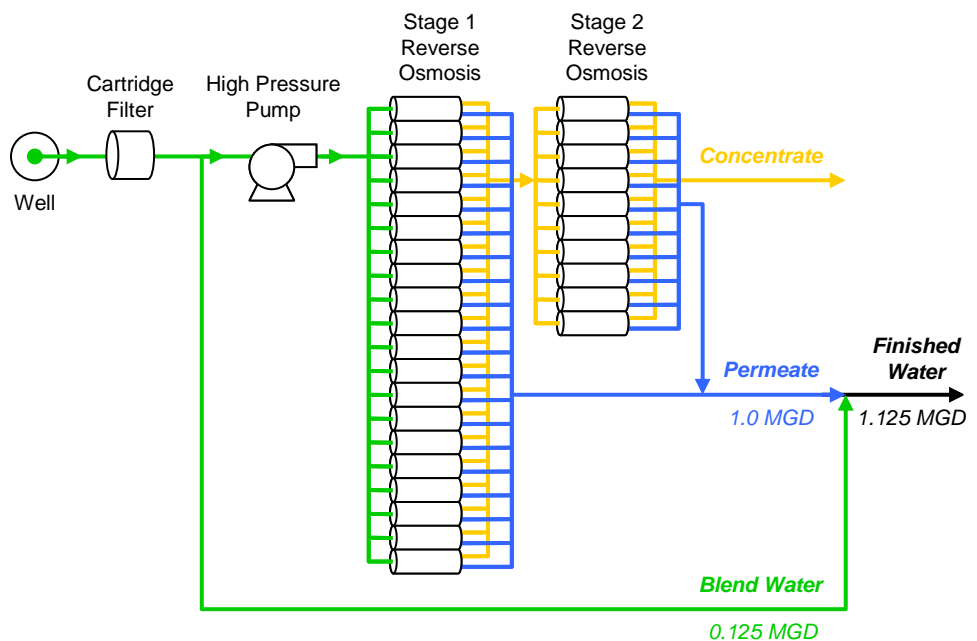 Stage 1
Reverse
Osmosis
Stage 2
Reverse
Osmosis
Cartridge
Filter
High Pressure
Pump
Well
Concentrate
Permeate
1.0 MGD
Finished
Water
1.125 MGD
Blend Water
0.125 MGD